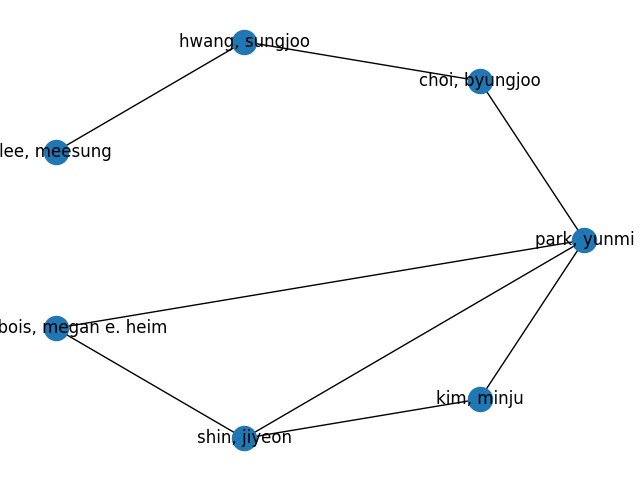 hwang, sungjoo
choi, byungjoo
lee, meesung
park, yunmi
bois, megan e. heim
kim, minju
shin, jiyeon